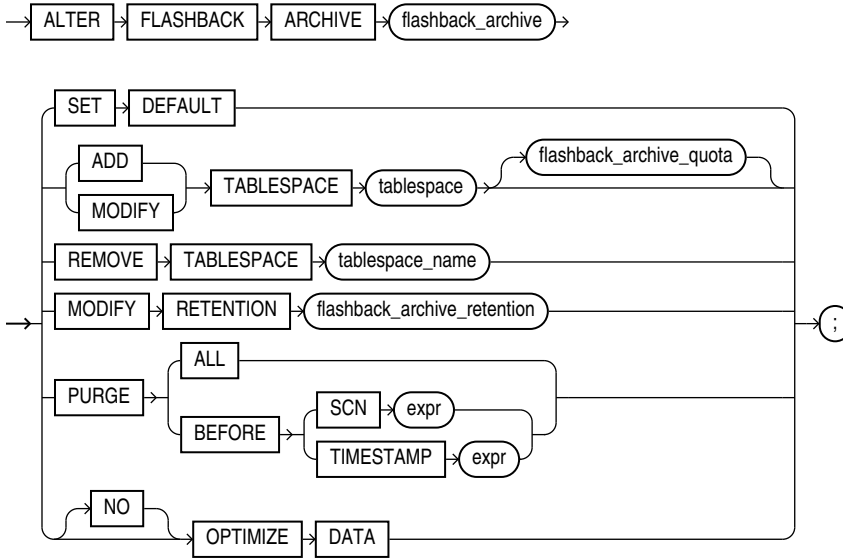 ALTER FLASHBACK ARCHIVE flashback_archive
SET DEFAULT
flashback_archive_quota
ADD
TABLESPACE tablespace
MODIFY
REMOVE TABLESPACE tablespace_name
MODIFY RETENTION flashback_archive_retention
;
ALL
PURGE
SCN expr
BEFORE
TIMESTAMP expr
NO
OPTIMIZE DATA